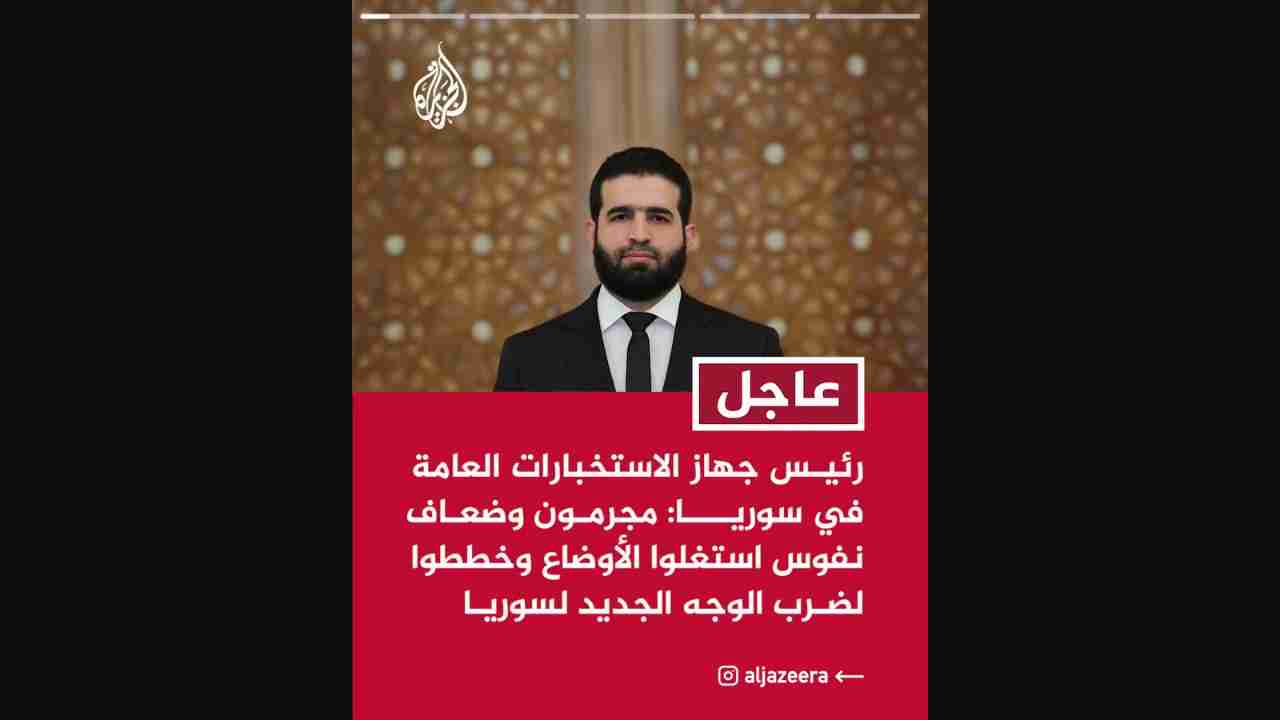 الجزيرة
عاجل
رئيس جهاز الاستخبارات العامة
في سوريا: مجرمون وضعاف
نفوس استغلوا الأوضاع وخططوا
لضرب الوجه الجديد لسوريا
aljazeera